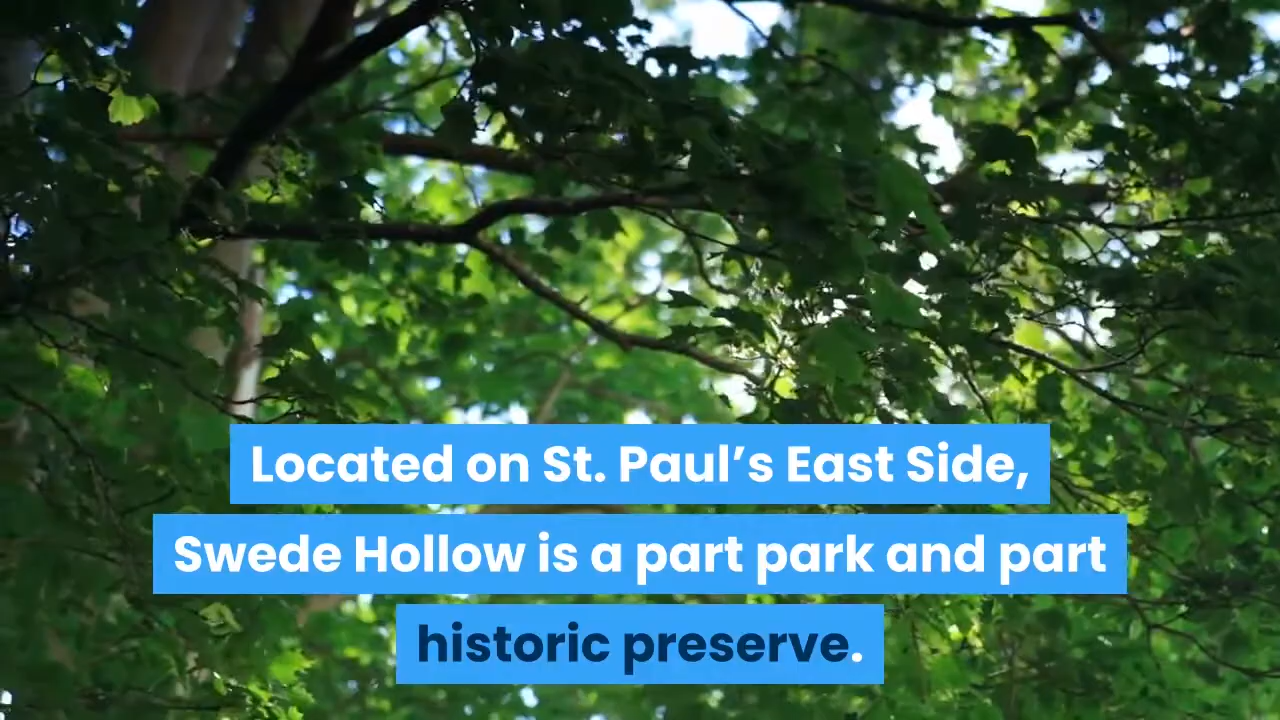 Located on St. Paul’s East Side,
Swede Hollow is a part park and part
historic preserve.